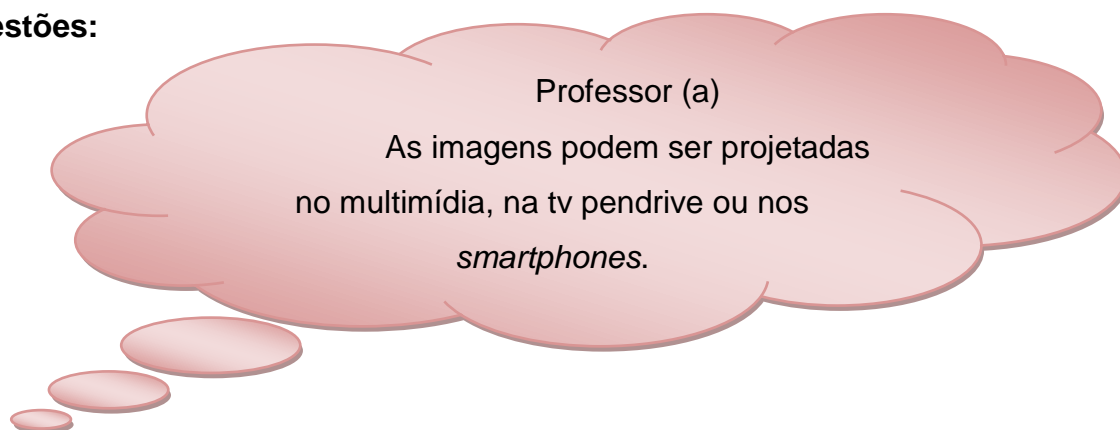 estões:
Professor (a)
As imagens podem ser projetadas
no multimídia, na tv pendrive ou nos
smartphones.